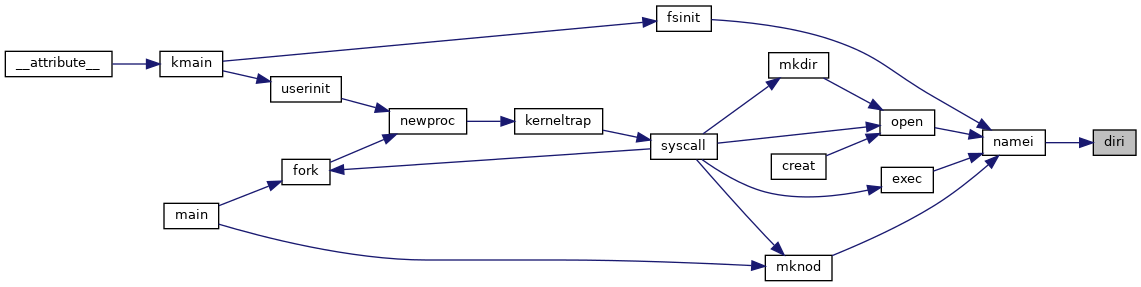 fsinit
__attribute__
kmain
mkdir
userinit
newproc
kerneltrap
open
syscall
namei
diri
creat
fork
exec
main
mknod